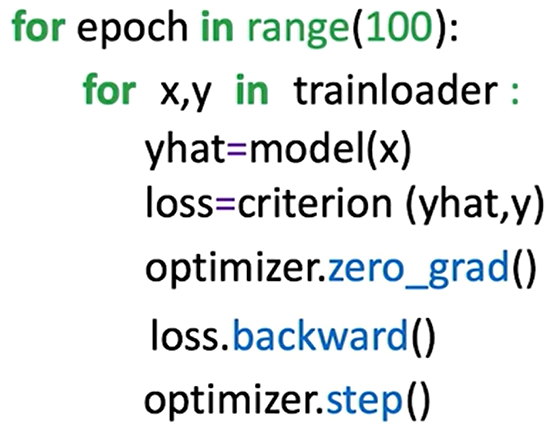 for epoch in range(100):
for x,y in trainloader :
yhat=model(x)
loss=criterion (yhat,y)
optimizer.zero_grad()
loss.backward()
optimizer.step()